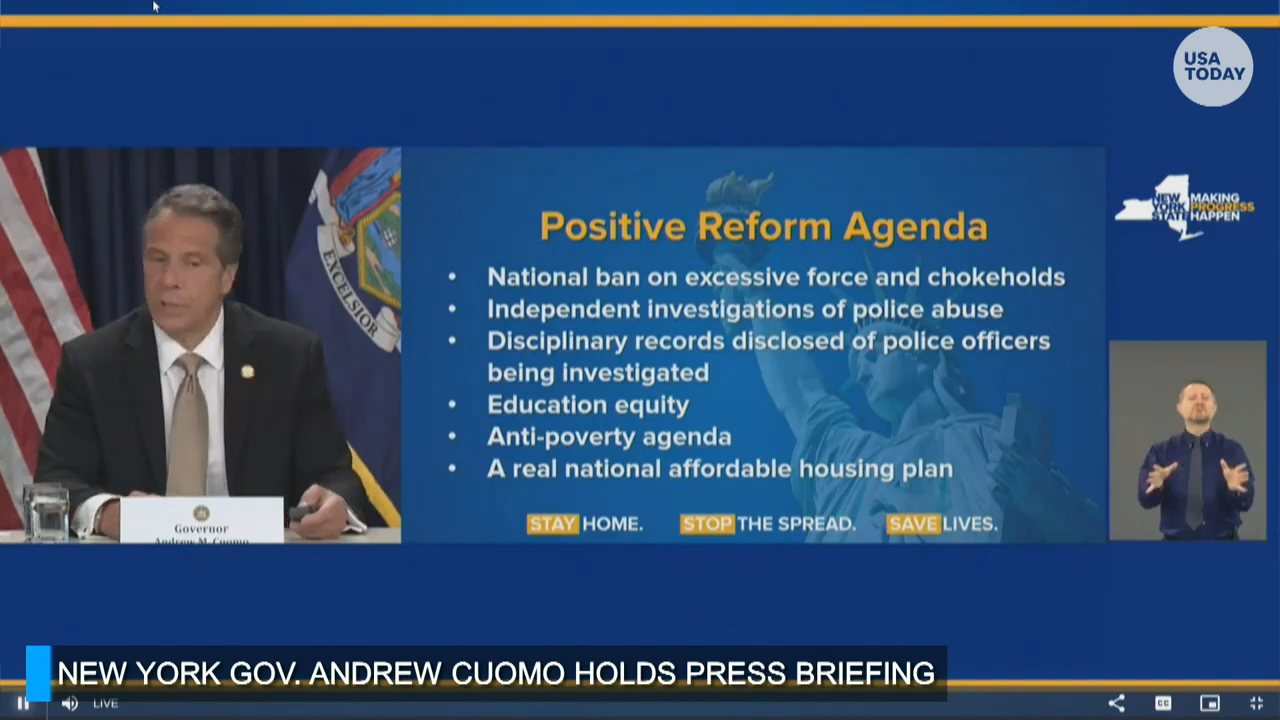 USA
TODAY
NEW
YORK
STATE
MAKING
PROGRESS
HAPPEN
EXCELSIOR
Positive Reform Agenda
• National ban on excessive force and chokeholds
• Independent investigations of police abuse
• Disciplinary records disclosed of police officers
being investigated
• Education equity
• Anti-poverty agenda
• A real national affordable housing plan
STAY HOME. STOP THE SPREAD. SAVE LIVES.
Governor
Andrew M. Cuomo
NEW YORK GOV. ANDREW CUOMO HOLDS PRESS BRIEFING
LIVE
CC